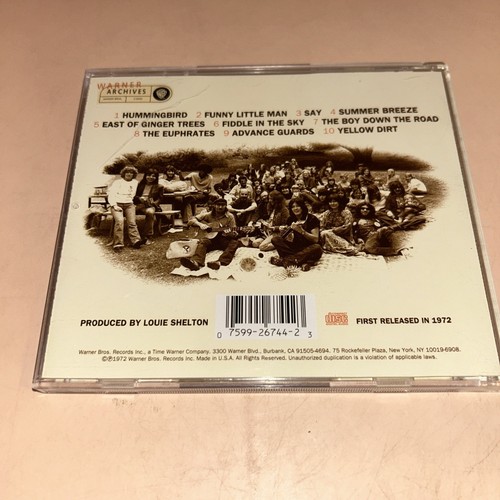 WARNER
ARCHIVES
1 HUMMINGBIRD 2 FUNNY LITTLE MAN 3 SAY 4 SUMMER BREEZE
5 EAST OF GINGER TREES 6 FIDDLE IN THE SKY 7 THE BOY DOWN THE ROAD
8 THE EUPHRATES 9 ADVANCE GUARDS 10 YELLOW DIRT
PRODUCED BY LOUIE SHELTON
0 7599-26744-2 3
FIRST RELEASED IN 1972
Warner Bros. Records Inc., a Time Warner Company. 3300 Warner Blvd., Burbank, CA 91505-4694. 75 Rockefeller Plaza, New York, NY 10019-6908.
©℗1972 Warner Bros. Records Inc. Made in U.S.A. All Rights Reserved. Unauthorized duplication is a violation of applicable laws.